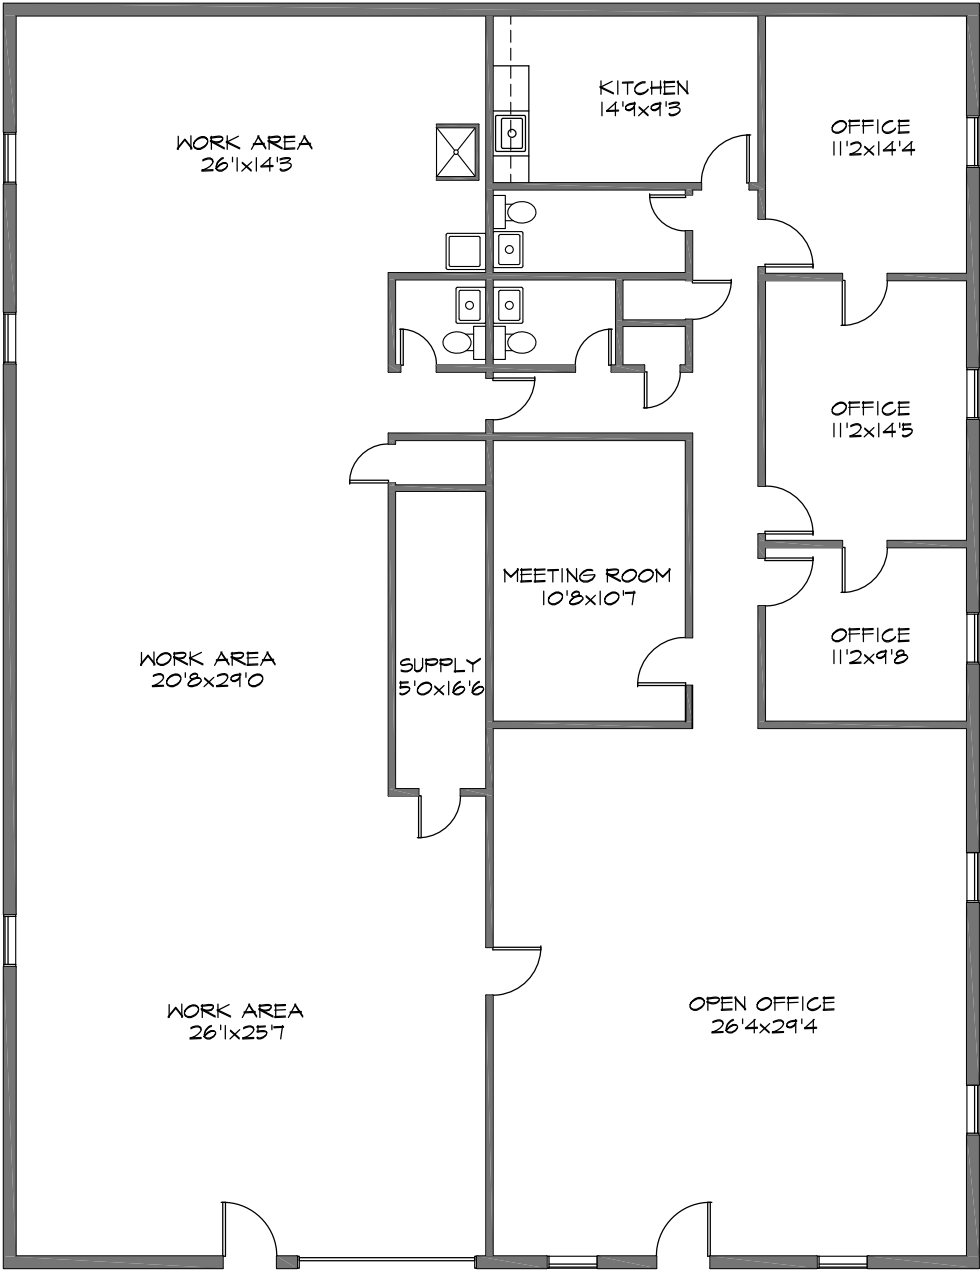 KITCHEN
14'9x9'3
OFFICE
11'2x14'4
WORK AREA
26'1x14'3
OFFICE
11'2x14'5
MEETING ROOM
10'8x10'7
OFFICE
11'2x9'8
WORK AREA
20'8x29'0
SUPPLY
5'0x16'6
OPEN OFFICE
26'4x29'4
WORK AREA
26'1x25'7